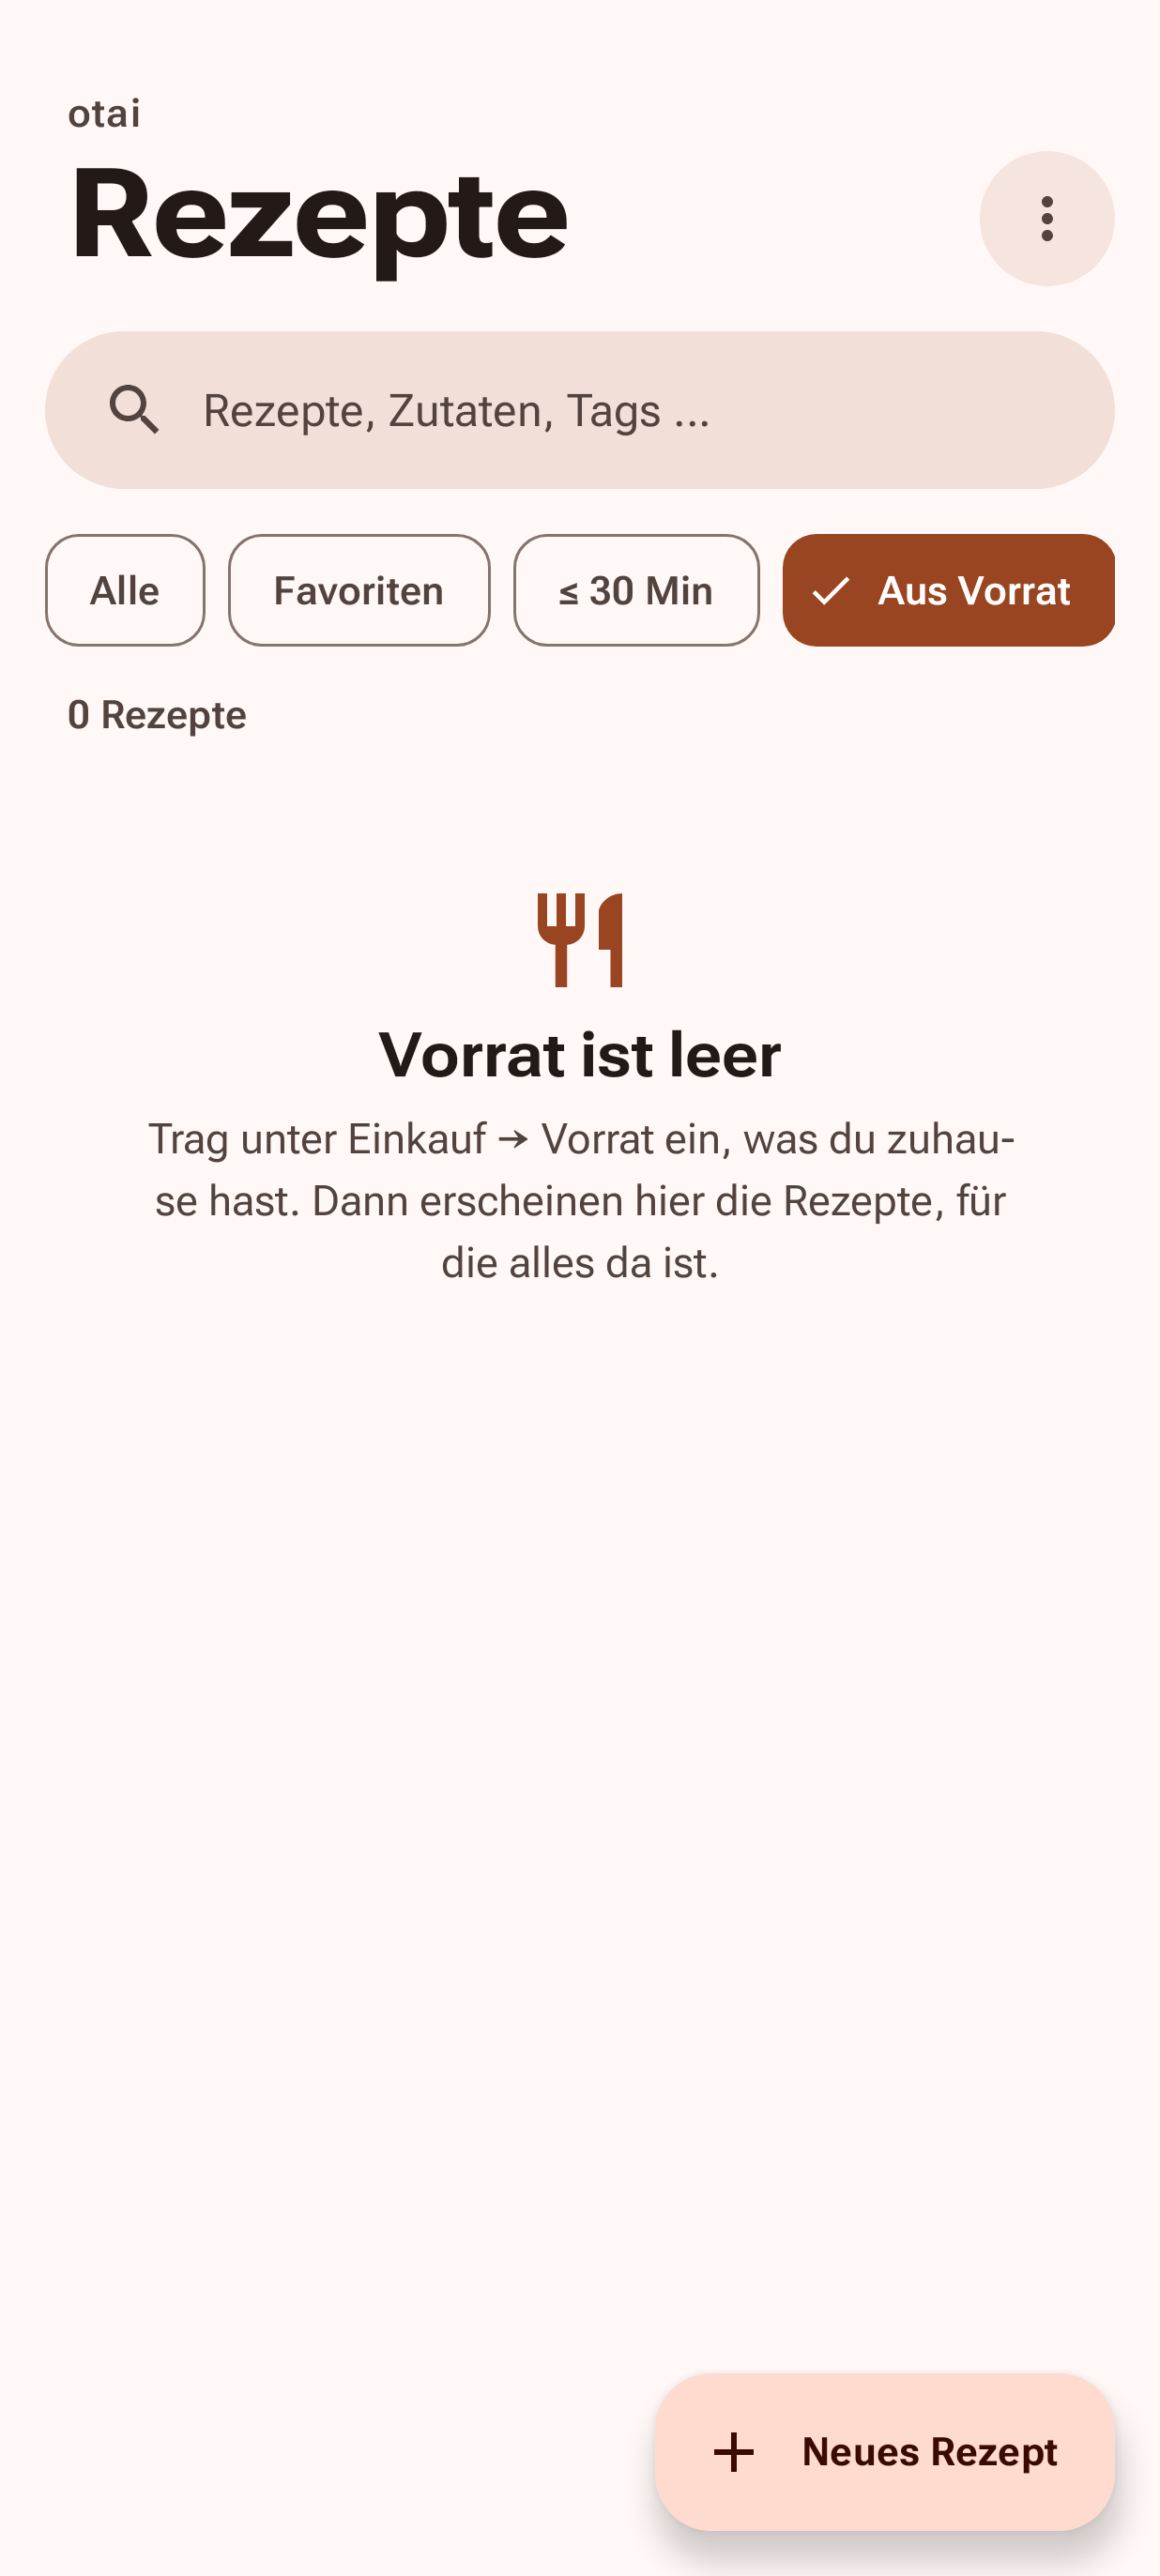 otai
Rezepte
Rezepte, Zutaten, Tags ...
Alle
Favoriten
≤ 30 Min
Aus Vorrat
0 Rezepte
Vorrat ist leer
Trag unter Einkauf → Vorrat ein, was du zuhau-
se hast. Dann erscheinen hier die Rezepte, für
die alles da ist.
Neues Rezept